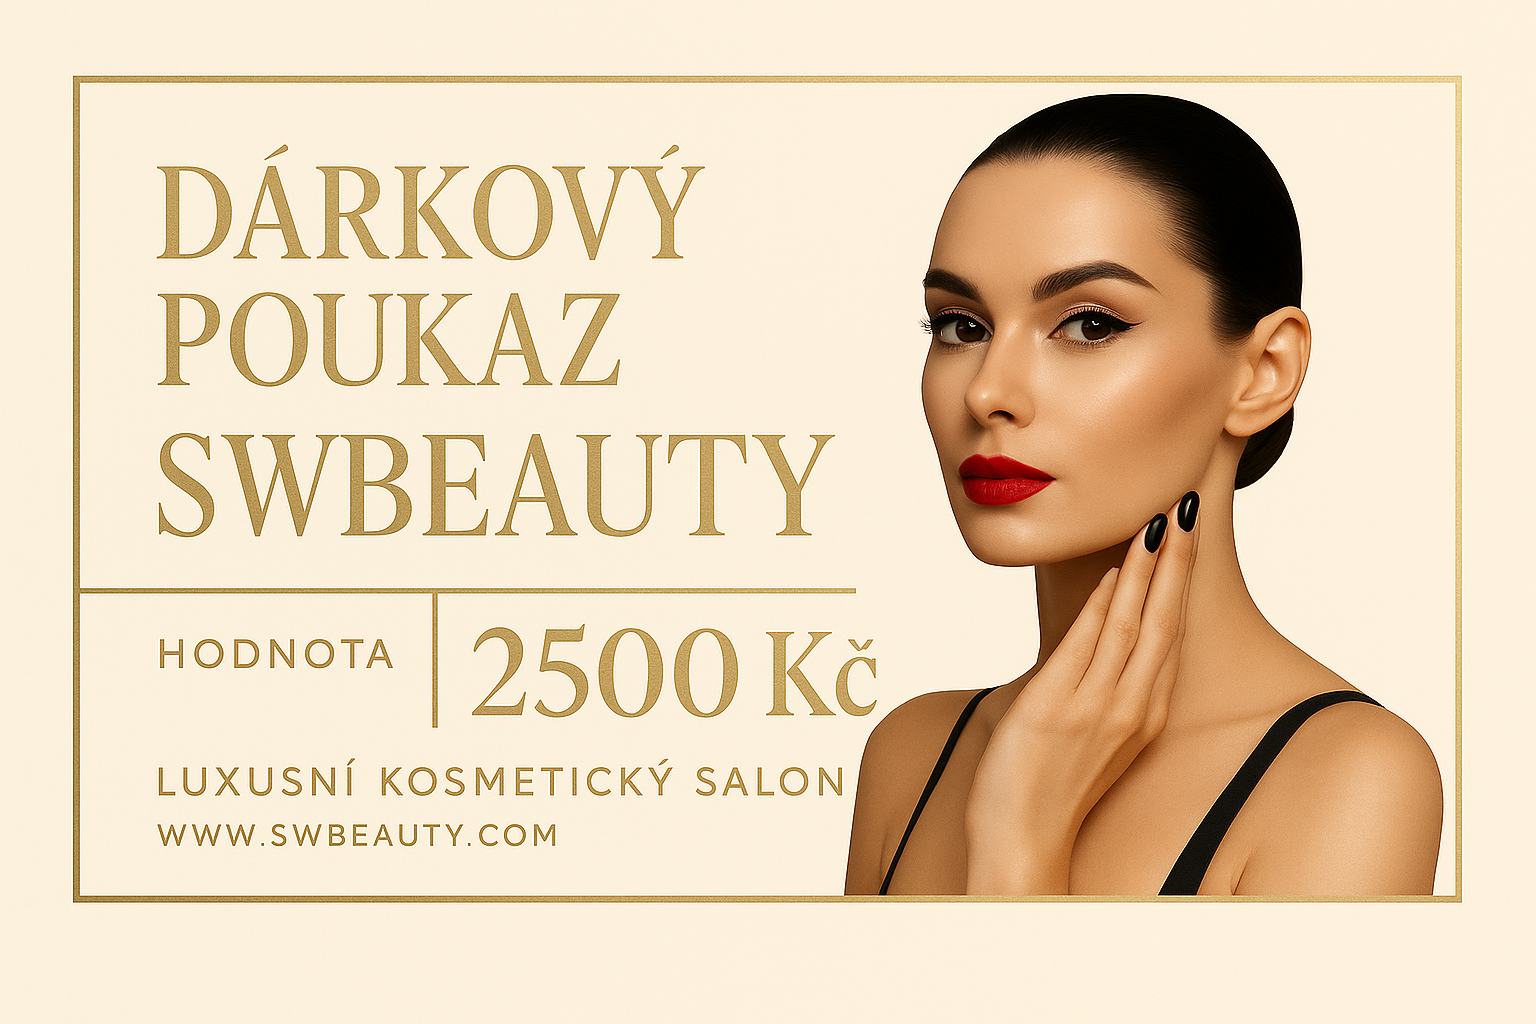 DÁRKOVÝ
POUKAZ
SWBEAUTY
HODNOTA
2500 Kč
LUXUSNÍ KOSMETICKÝ SALON
WWW.SWBEAUTY.COM